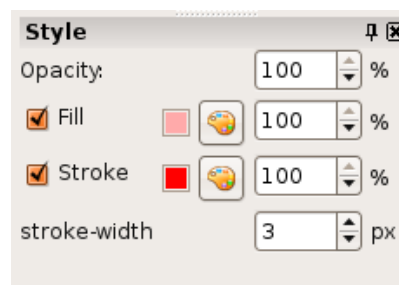 Style
Opacity: 100 %
Fill 100 %
Stroke 100 %
stroke-width 3 px